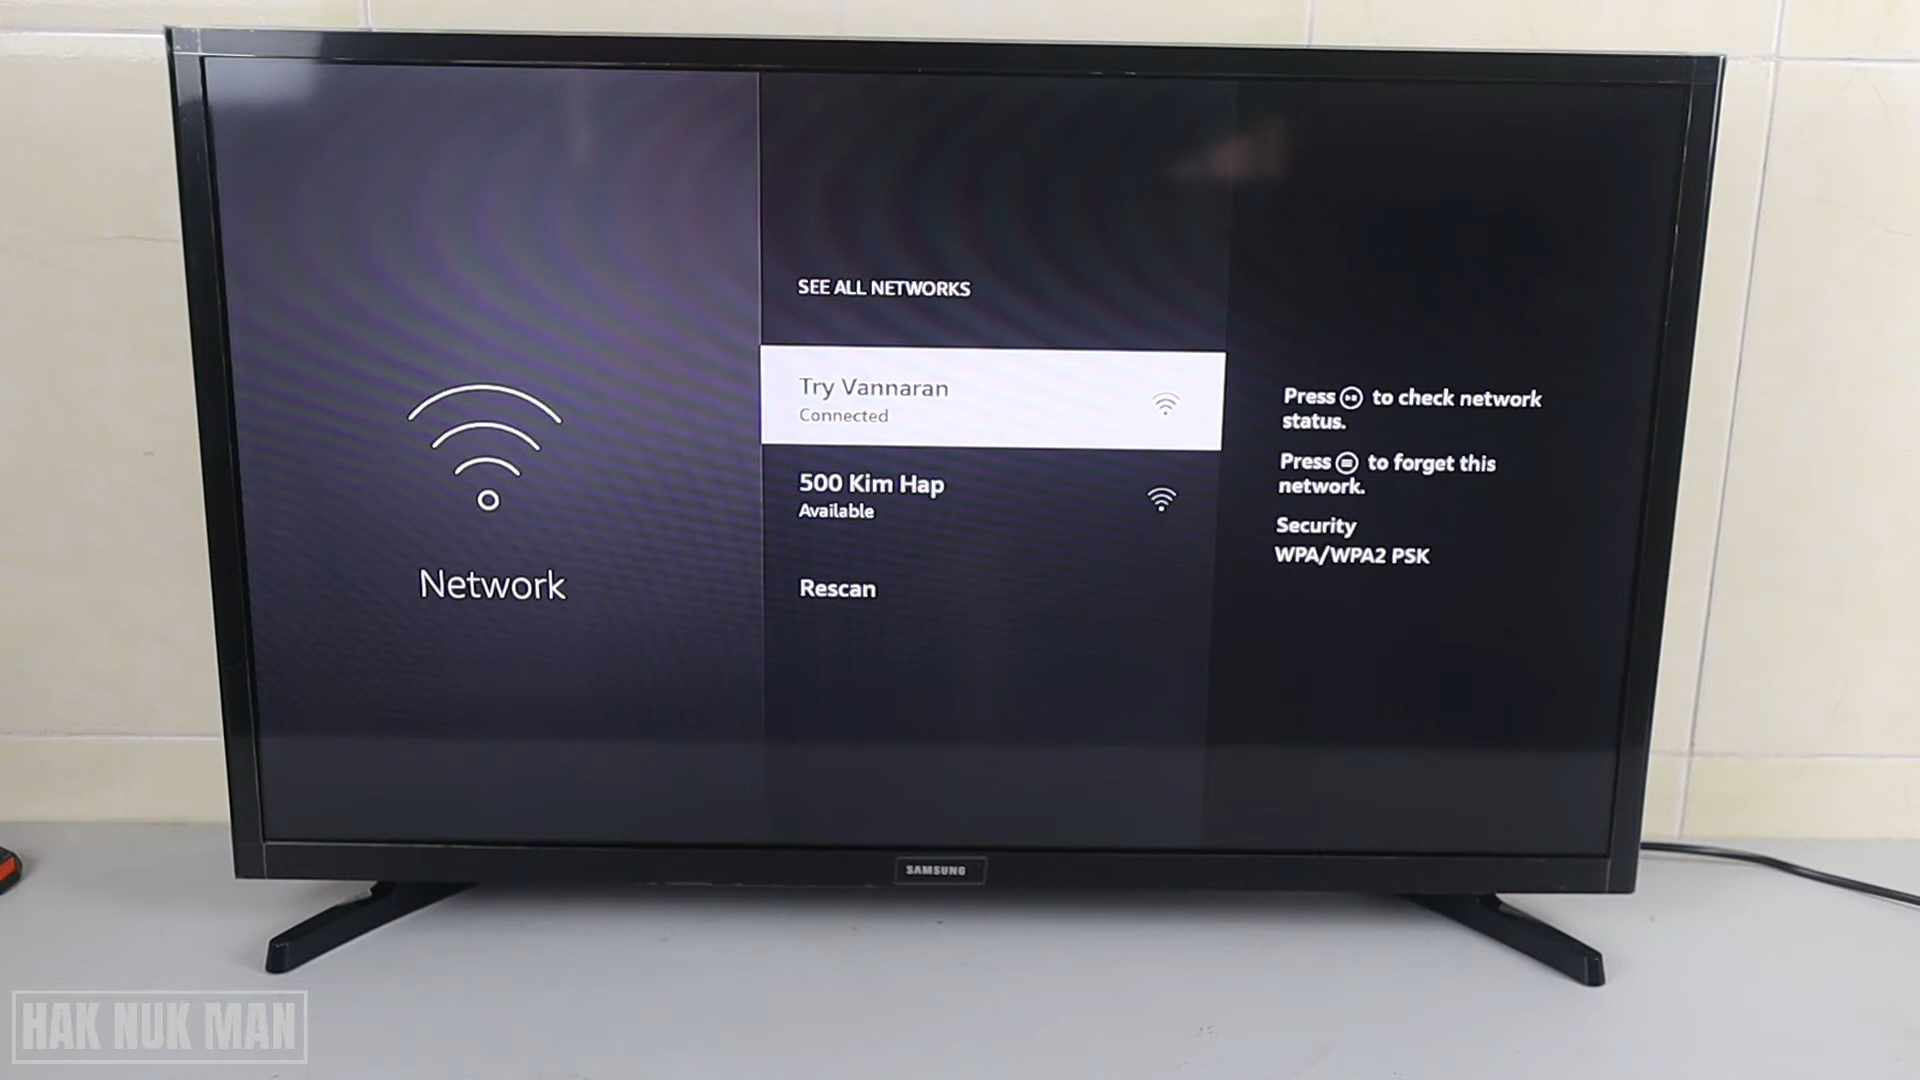 SEE ALL NETWORKS
Try Vannaran
Connected
500 Kim Hap
Available
Rescan
Network
Press to check network
status.
Press to forget this
network.
Security
WPA/WPA2 PSK
SAMSUNG
HAK NUK MAN